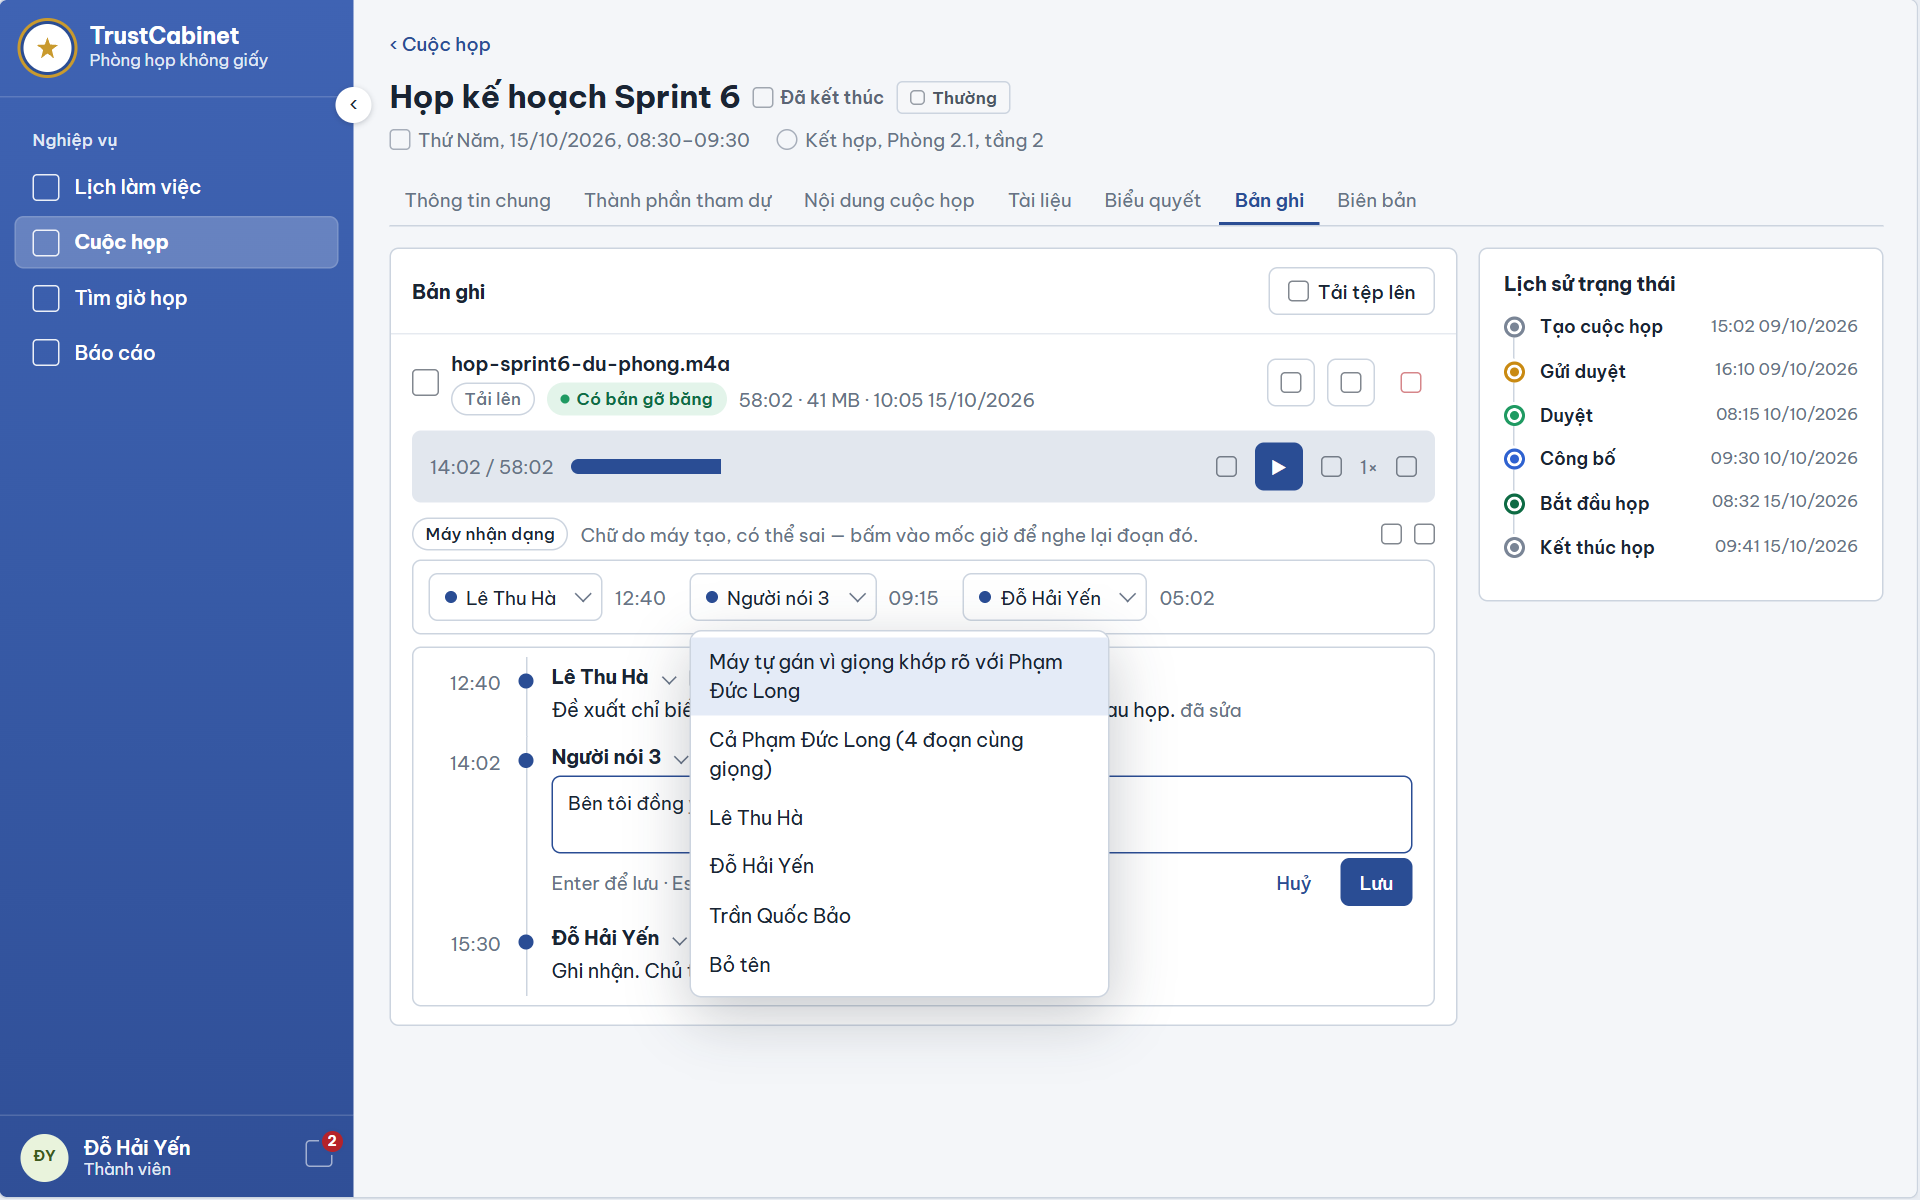 TrustCabinet
Phòng họp không giấy
Nghiệp vụ
Lịch làm việc
Cuộc họp
Tìm giờ họp
Báo cáo
ĐY
Đỗ Hải Yến
Thành viên
2
‹ Cuộc họp
Họp kế hoạch Sprint 6
Đã kết thúc
Thường
Thứ Năm, 15/10/2026, 08:30–09:30
Kết hợp, Phòng 2.1, tầng 2
Thông tin chung
Thành phần tham dự
Nội dung cuộc họp
Tài liệu
Biểu quyết
Bản ghi
Biên bản
Bản ghi
Tải tệp lên
hop-sprint6-du-phong.m4a
Tải lên
Có bản gỡ băng
58:02 · 41 MB · 10:05 15/10/2026
14:02 / 58:02
1×
Máy nhận dạng
Chữ do máy tạo, có thể sai — bấm vào mốc giờ để nghe lại đoạn đó.
Lê Thu Hà
12:40
Người nói 3
09:15
Đỗ Hải Yến
05:02
12:40
Lê Thu Hà
Đề xuất chỉ
au họp. đã sửa
14:02
Người nói 3
Bên tôi đồng
Enter để lưu ·
Huỷ
Lưu
15:30
Đỗ Hải Yến
Ghi nhận. Chủ
Máy tự gán vì giọng khớp rõ với Phạm
Đức Long
Cả Phạm Đức Long (4 đoạn cùng
giọng)
Lê Thu Hà
Đỗ Hải Yến
Trần Quốc Bảo
Bỏ tên
Lịch sử trạng thái
Tạo cuộc họp
15:02 09/10/2026
Gửi duyệt
16:10 09/10/2026
Duyệt
08:15 10/10/2026
Công bố
09:30 10/10/2026
Bắt đầu họp
08:32 15/10/2026
Kết thúc họp
09:41 15/10/2026